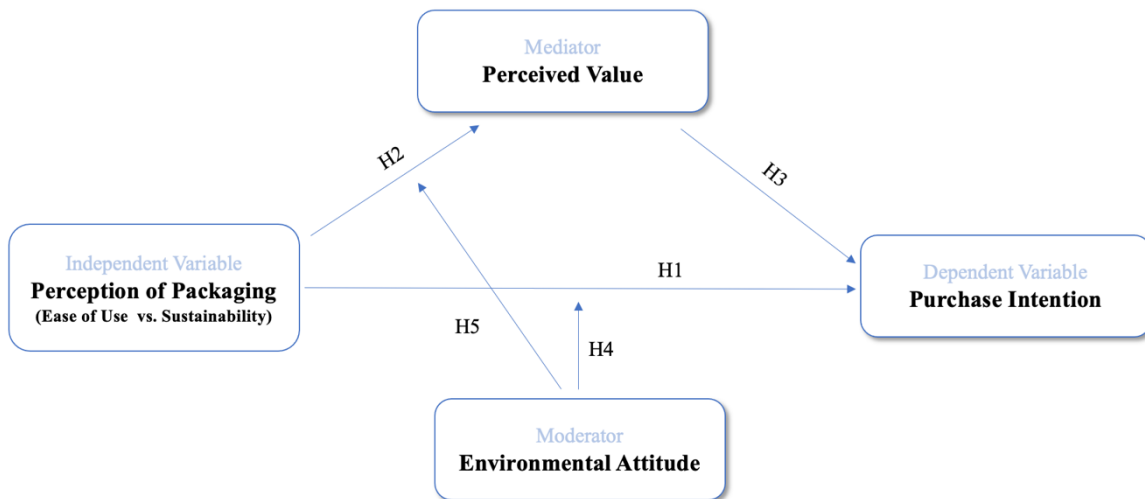 Mediator
Perceived Value
H2
H3
Independent Variable
Perception of Packaging
(Ease of Use vs. Sustainability)
H1
Dependent Variable
Purchase Intention
H5
H4
Moderator
Environmental Attitude